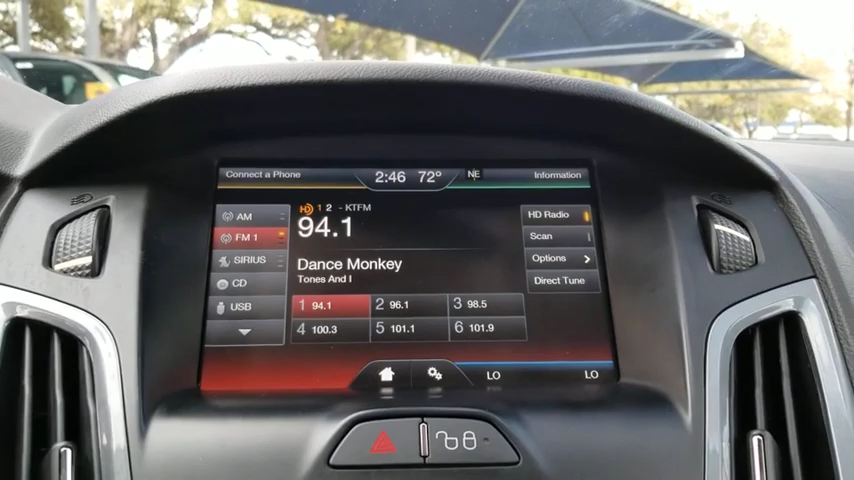 Connect a Phone
2:46 72° NE
Information
HD 1 2 - KTFM
94.1
Dance Monkey
Tones And I
AM
FM 1
SIRIUS
CD
USB
HD Radio
Scan
Options
Direct Tune
1 94.1 2 96.1 3 98.5
4 100.3 5 101.1 6 101.9
LO LO